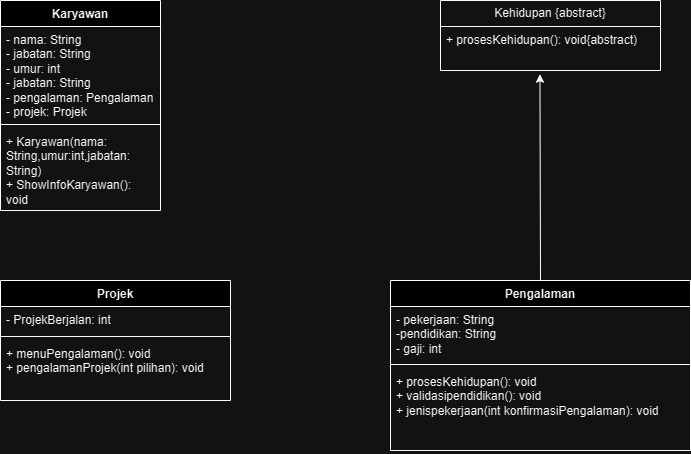 Karyawan
- nama: String
- jabatan: String
- umur: int
- jabatan: String
- pengalaman: Pengalaman
- projek: Projek
+ Karyawan(nama:
String,umur:int,jabatan:
String)
+ ShowInfoKaryawan():
void
Kehidupan {abstract}
+ prosesKehidupan(): void{abstract)
Projek
- ProjekBerjalan: int
+ menuPengalaman(): void
+ pengalamanProjek(int pilihan): void
Pengalaman
- pekerjaan: String
-pendidikan: String
- gaji: int
+ prosesKehidupan(): void
+ validasipendidikan(): void
+ jenispekerjaan(int konfirmasiPengalaman): void